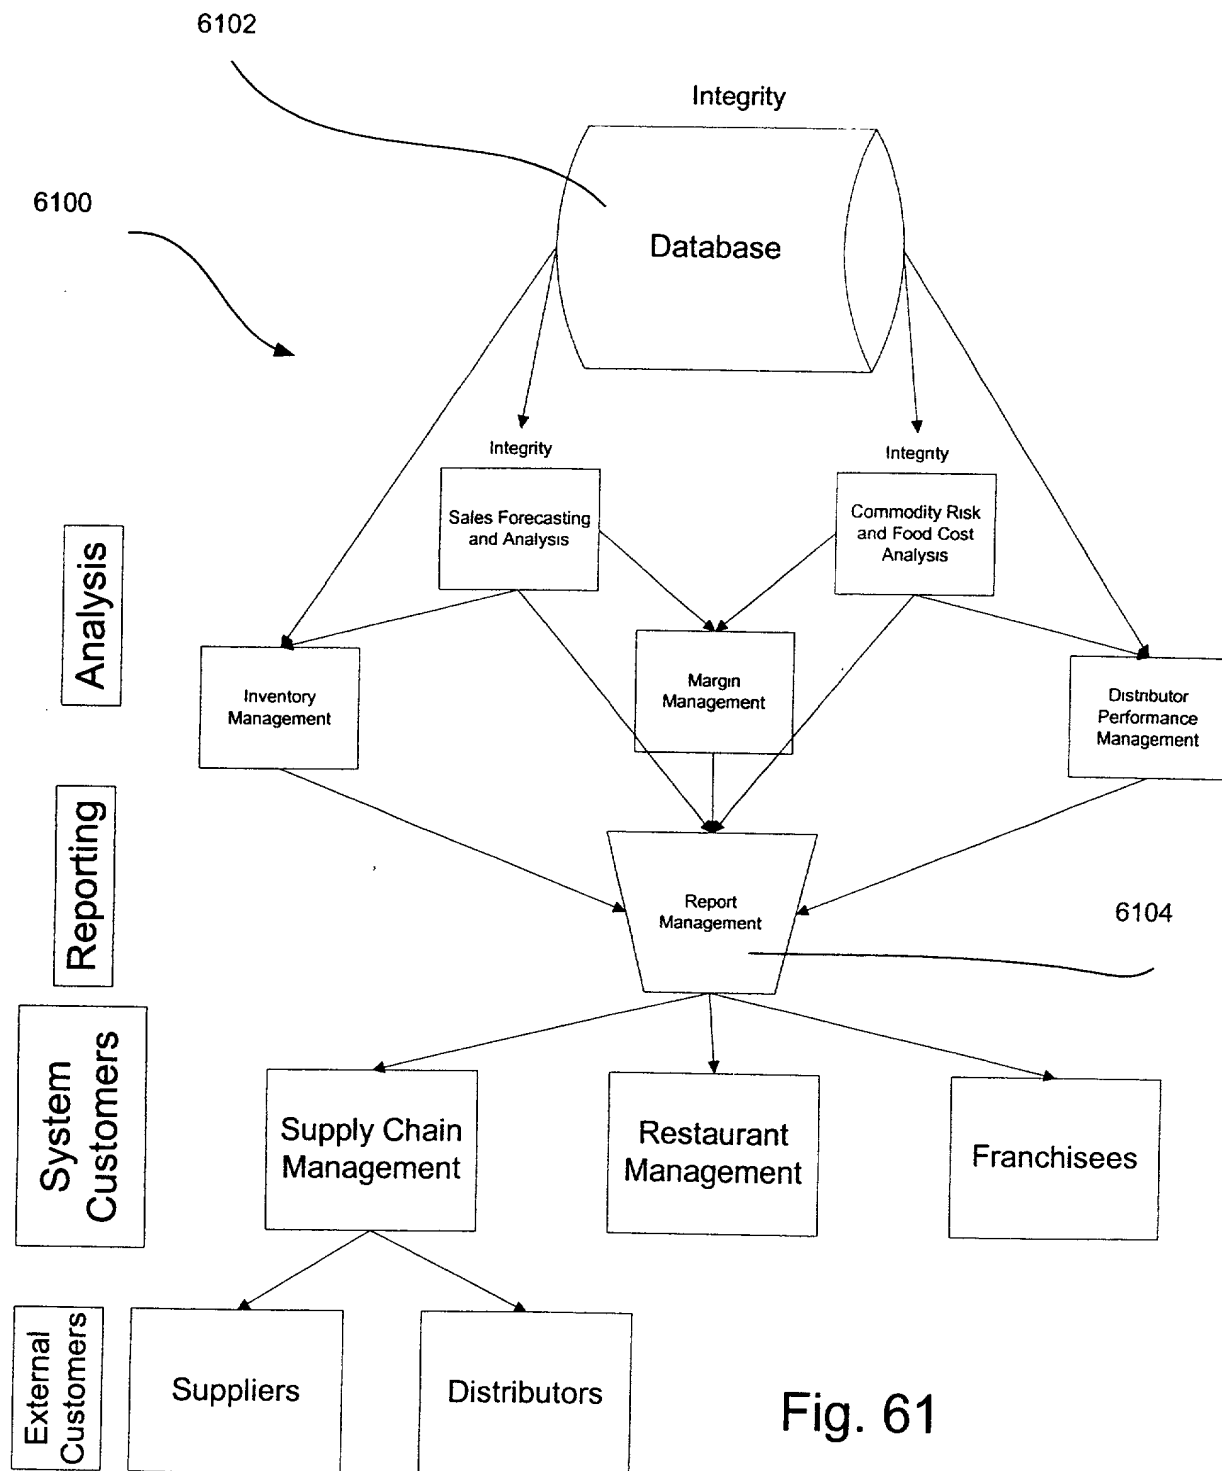 6102
Integrity
6100
Database
Integrity
Integrity
Sales Forecasting
and Analysis
Commodity Risk
and Food Cost
Analysis
Analysis
Inventory
Management
Margin
Management
Distributor
Performance
Management
Reporting
Report
Management
6104
System
Customers
Supply Chain
Management
Restaurant
Management
Franchisees
External
Customers
Suppliers
Distributors
Fig. 61